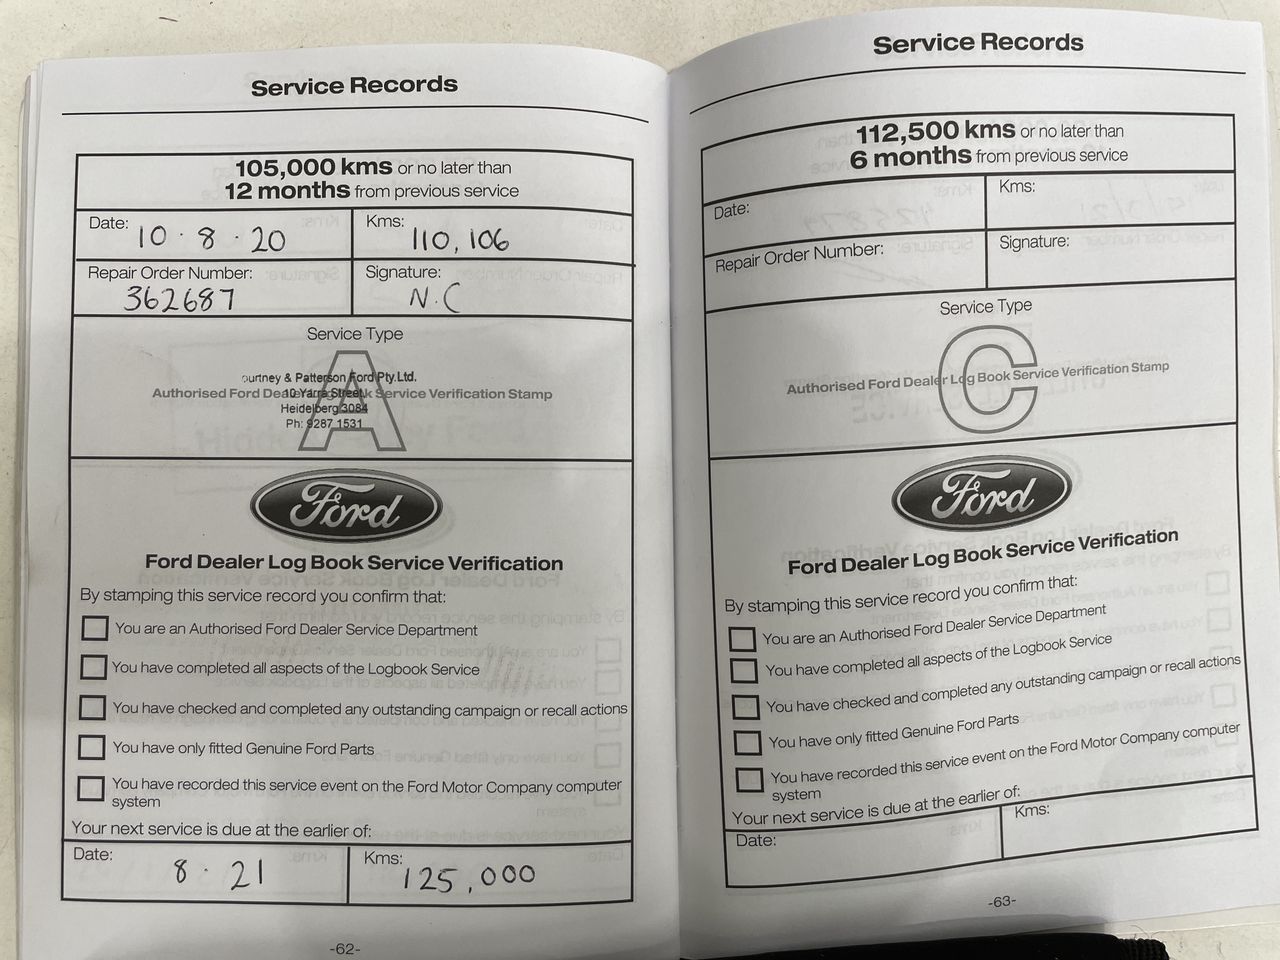 Service Records
105,000 kms or no later than
12 months from previous service
Date: 10 . 8 . 20
Kms: 110,106
Repair Order Number: 362687
Signature: N.C
Service Type
A
ourtney & Patterson Ford Pty.Ltd.
Authorised Ford Dealer Log Book Service Verification Stamp
10 Yarra Street,
Heidelberg 3084
Ph: 9287 1531
Ford
Ford Dealer Log Book Service Verification
By stamping this service record you confirm that:
You are an Authorised Ford Dealer Service Department
You have completed all aspects of the Logbook Service
You have checked and completed any outstanding campaign or recall actions
You have only fitted Genuine Ford Parts
You have recorded this service event on the Ford Motor Company computer
system
Your next service is due at the earlier of:
Date: 8 . 21
Kms: 125,000
-62-
Service Records
112,500 kms or no later than
6 months from previous service
Date:
Kms:
Repair Order Number:
Signature:
Service Type
C
Authorised Ford Dealer Log Book Service Verification Stamp
Ford
Ford Dealer Log Book Service Verification
By stamping this service record you confirm that:
You are an Authorised Ford Dealer Service Department
You have completed all aspects of the Logbook Service
You have checked and completed any outstanding campaign or recall actions
You have only fitted Genuine Ford Parts
You have recorded this service event on the Ford Motor Company computer
system
Your next service is due at the earlier of:
Date:
Kms:
-63-